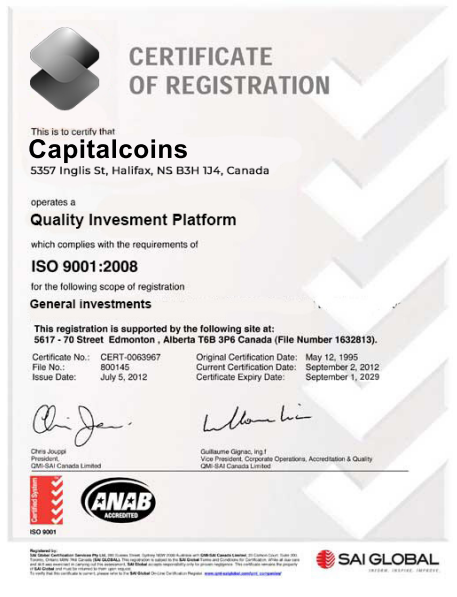 CERTIFICATE
OF REGISTRATION
This is to certify that
Capitalcoins
5357 Inglis St, Halifax, NS B3H 1J4, Canada
operates a
Quality Invesment Platform
which complies with the requirements of
ISO 9001:2008
for the following scope of registration
General investments
This registration is supported by the following site at:
5617 - 70 Street Edmonton , Alberta T6B 3P6 Canada (File Number 1632813).
Certificate No.: CERT-0063967 Original Certification Date: May 12, 1995
File No.: 800145 Current Certification Date: September 2, 2012
Issue Date: July 5, 2012 Certificate Expiry Date: September 1, 2029
Chris Jouppi Guillaume Gignac, ing.f
President, Vice President, Corporate Operations, Accreditation & Quality
QMI-SAI Canada Limited QMI-SAI Canada Limited
Certified System
ANAB
ACCREDITED
ISO 9001
Registered by:
SAI GLOBAL
INFORM. INSPIRE. IMPROVE.